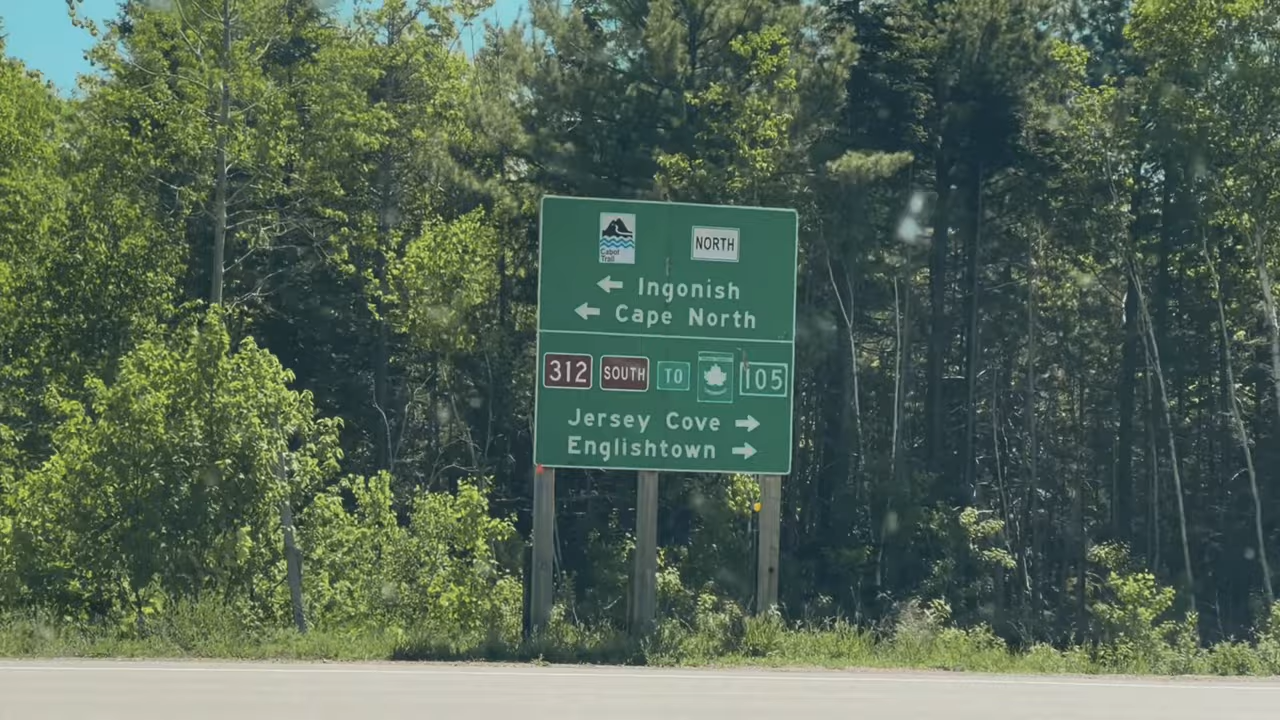 Cabot
Trail
NORTH
Ingonish
Cape North
312 SOUTH TO 105
Jersey Cove
Englishtown